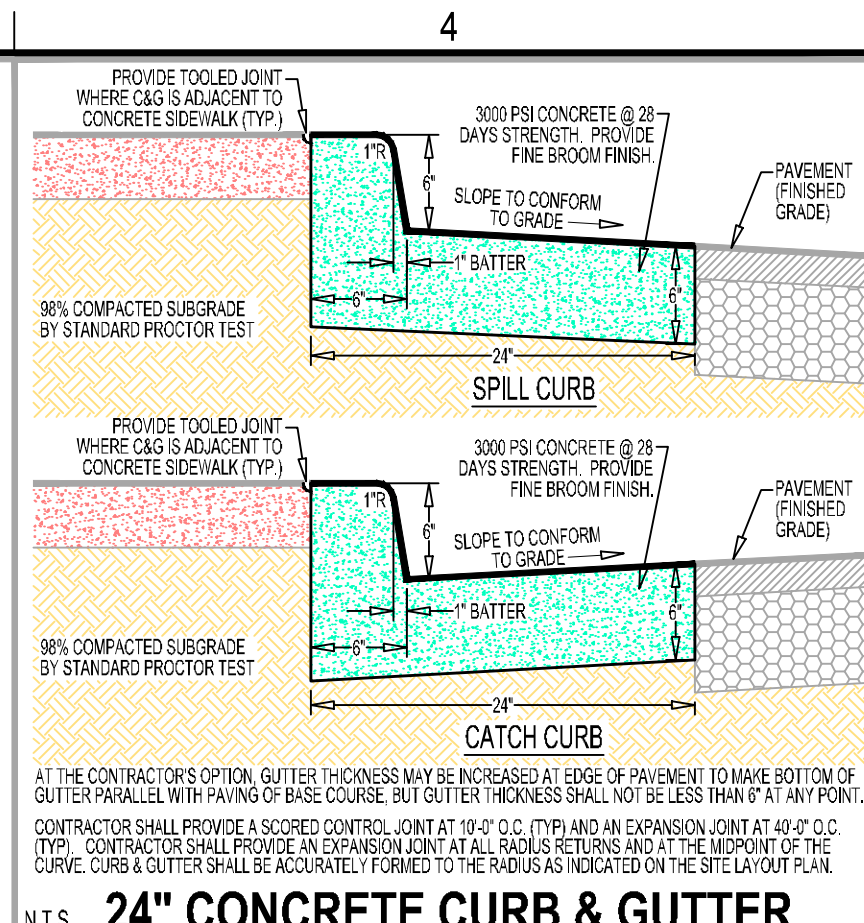 4
PROVIDE TOOLED JOINT
WHERE C&G IS ADJACENT TO
CONCRETE SIDEWALK (TYP.)
3000 PSI CONCRETE @ 28
DAYS STRENGTH. PROVIDE
FINE BROOM FINISH.
1"R
6"
SLOPE TO CONFORM
TO GRADE
PAVEMENT
(FINISHED
GRADE)
1" BATTER
6"
6"
98% COMPACTED SUBGRADE
BY STANDARD PROCTOR TEST
24"
SPILL CURB
PROVIDE TOOLED JOINT
WHERE C&G IS ADJACENT TO
CONCRETE SIDEWALK (TYP.)
3000 PSI CONCRETE @ 28
DAYS STRENGTH. PROVIDE
FINE BROOM FINISH.
1"R
6"
SLOPE TO CONFORM
TO GRADE
PAVEMENT
(FINISHED
GRADE)
1" BATTER
6"
6"
98% COMPACTED SUBGRADE
BY STANDARD PROCTOR TEST
24"
CATCH CURB
AT THE CONTRACTOR'S OPTION, GUTTER THICKNESS MAY BE INCREASED AT EDGE OF PAVEMENT TO MAKE BOTTOM OF
GUTTER PARALLEL WITH PAVING OF BASE COURSE, BUT GUTTER THICKNESS SHALL NOT BE LESS THAN 6" AT ANY POINT.
CONTRACTOR SHALL PROVIDE A SCORED CONTROL JOINT AT 10'-0" O.C. (TYP) AND AN EXPANSION JOINT AT 40'-0" O.C.
(TYP). CONTRACTOR SHALL PROVIDE AN EXPANSION JOINT AT ALL RADIUS RETURNS AND AT THE MIDPOINT OF THE
CURVE. CURB & GUTTER SHALL BE ACCURATELY FORMED TO THE RADIUS AS INDICATED ON THE SITE LAYOUT PLAN.
N.T.S. 24" CONCRETE CURB & GUTTER